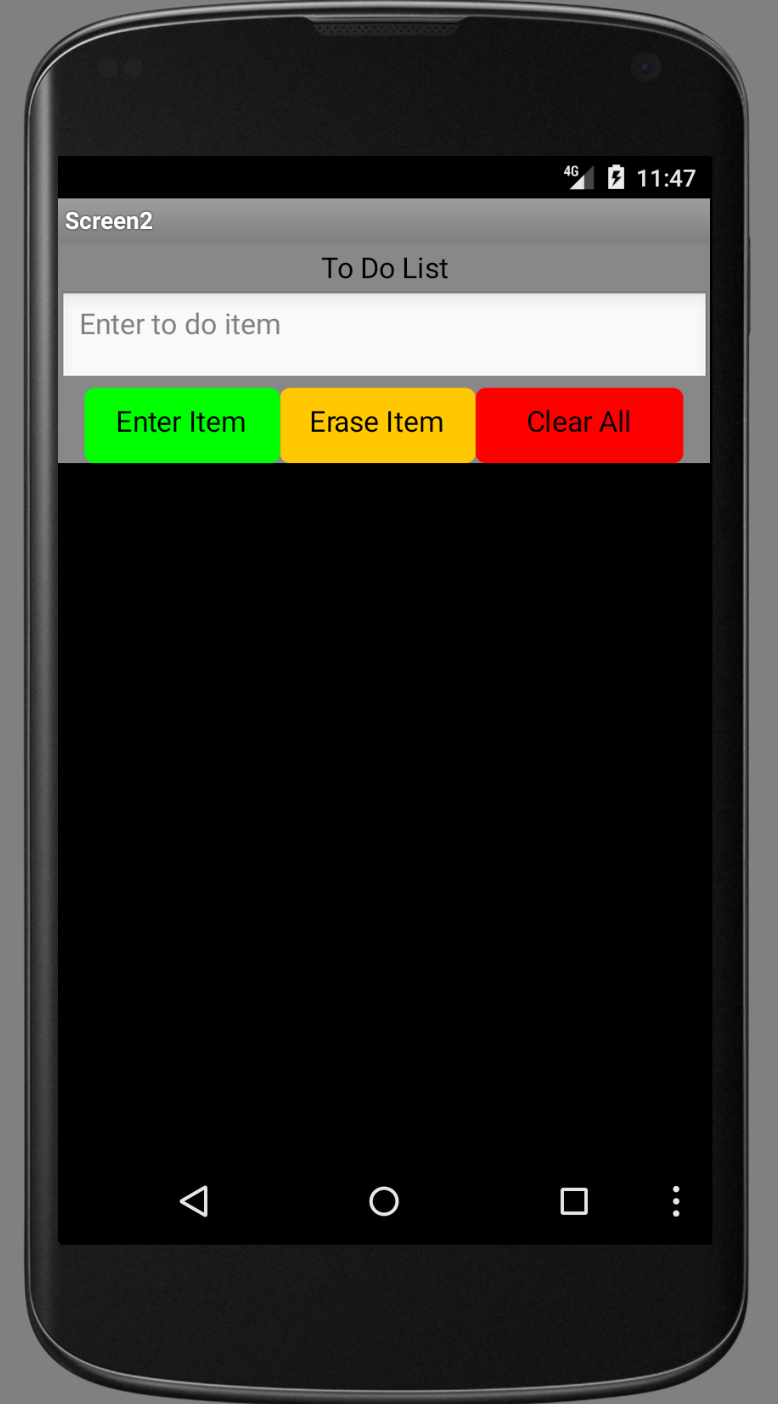 4G 11:47
Screen2
To Do List
Enter to do item
Enter Item Erase Item Clear All